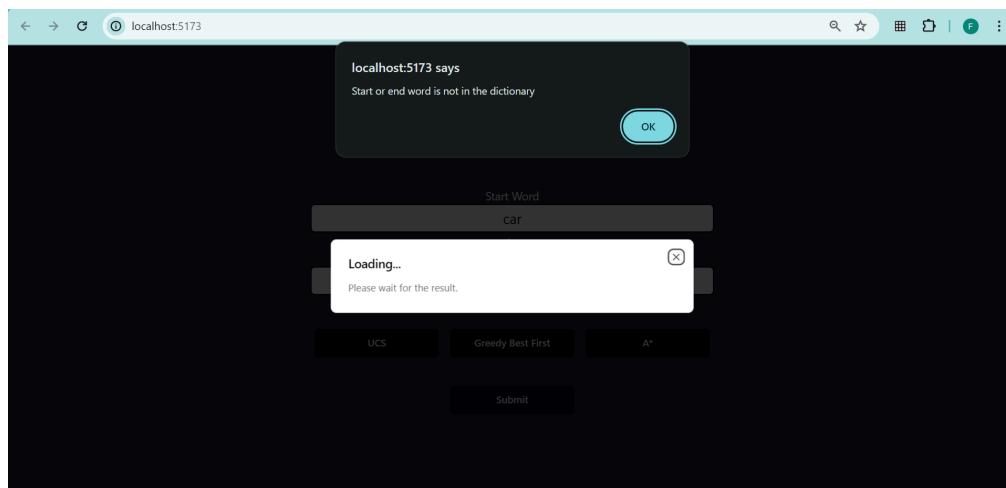 localhost:5173
F
localhost:5173 says
Start or end word is not in the dictionary
OK
Start Word
car
Loading...
Please wait for the result.
UCS
Greedy Best First
A*
Submit